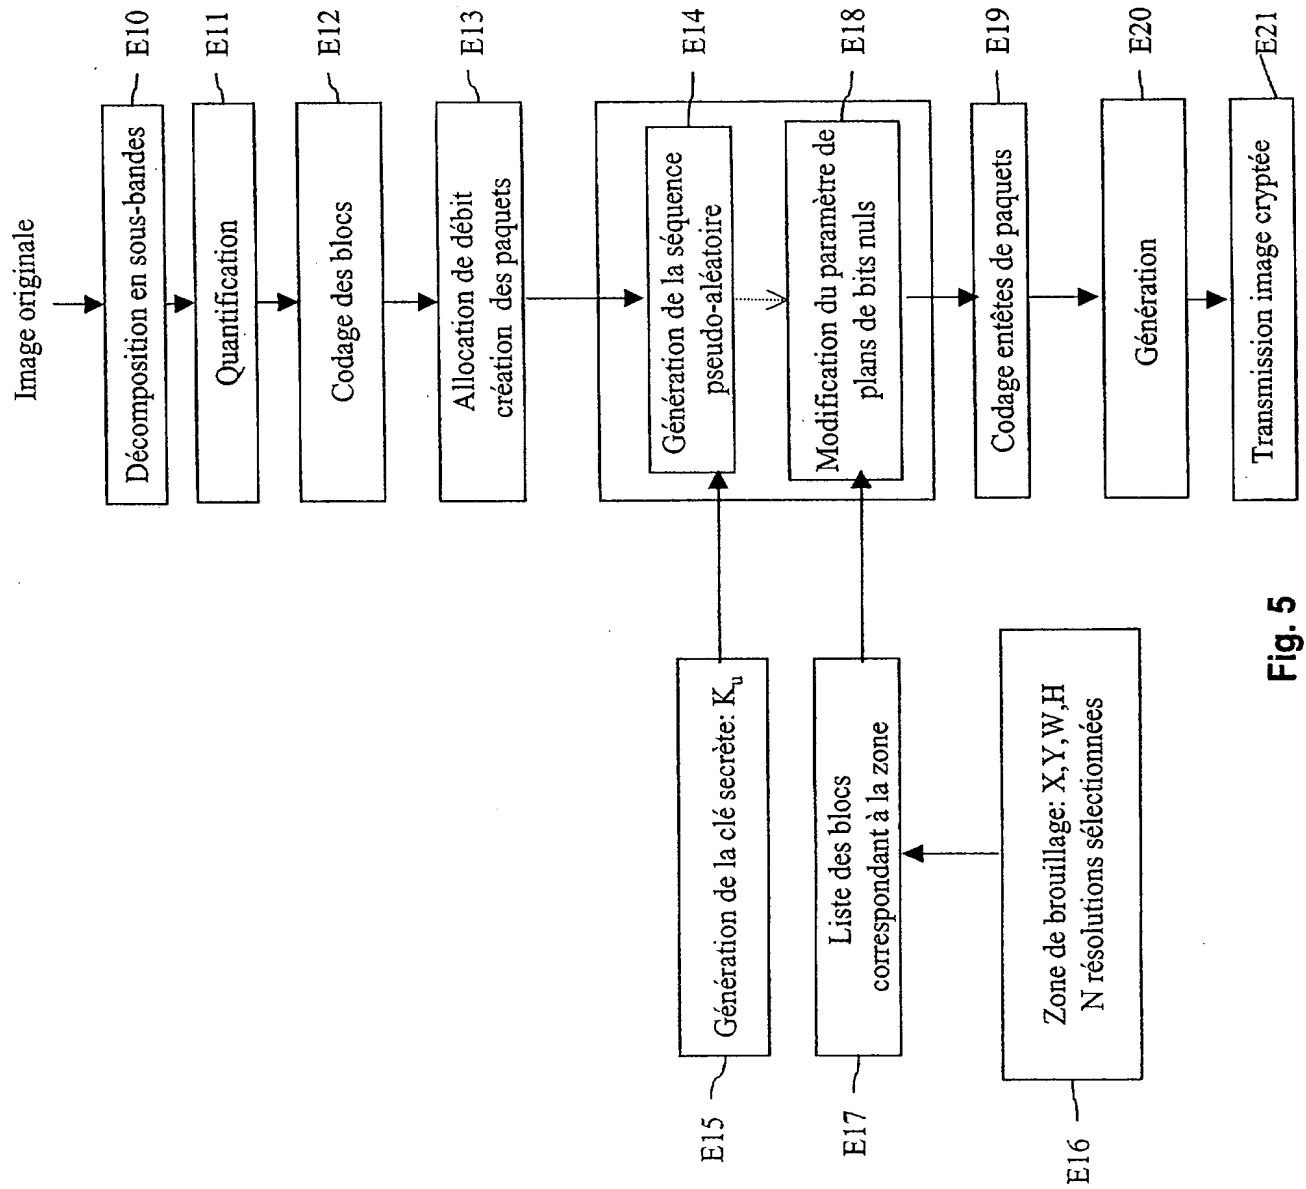 Image originale
Décomposition en sous-bandes
E10
Quantification
E11
Codage des blocs
E12
Allocation de débit
création des paquets
E13
Génération de la séquence
pseudo-aléatoire
E14
E15
Génération de la clé secrète: Ku
Modification du paramètre de
plans de bits nuls
E18
E17
Liste des blocs
correspondant à la zone
E16
Zone de brouillage: X,Y,W,H
N résolutions sélectionnées
Codage entêtes de paquets
E19
Génération
E20
Transmission image cryptée
E21
Fig. 5